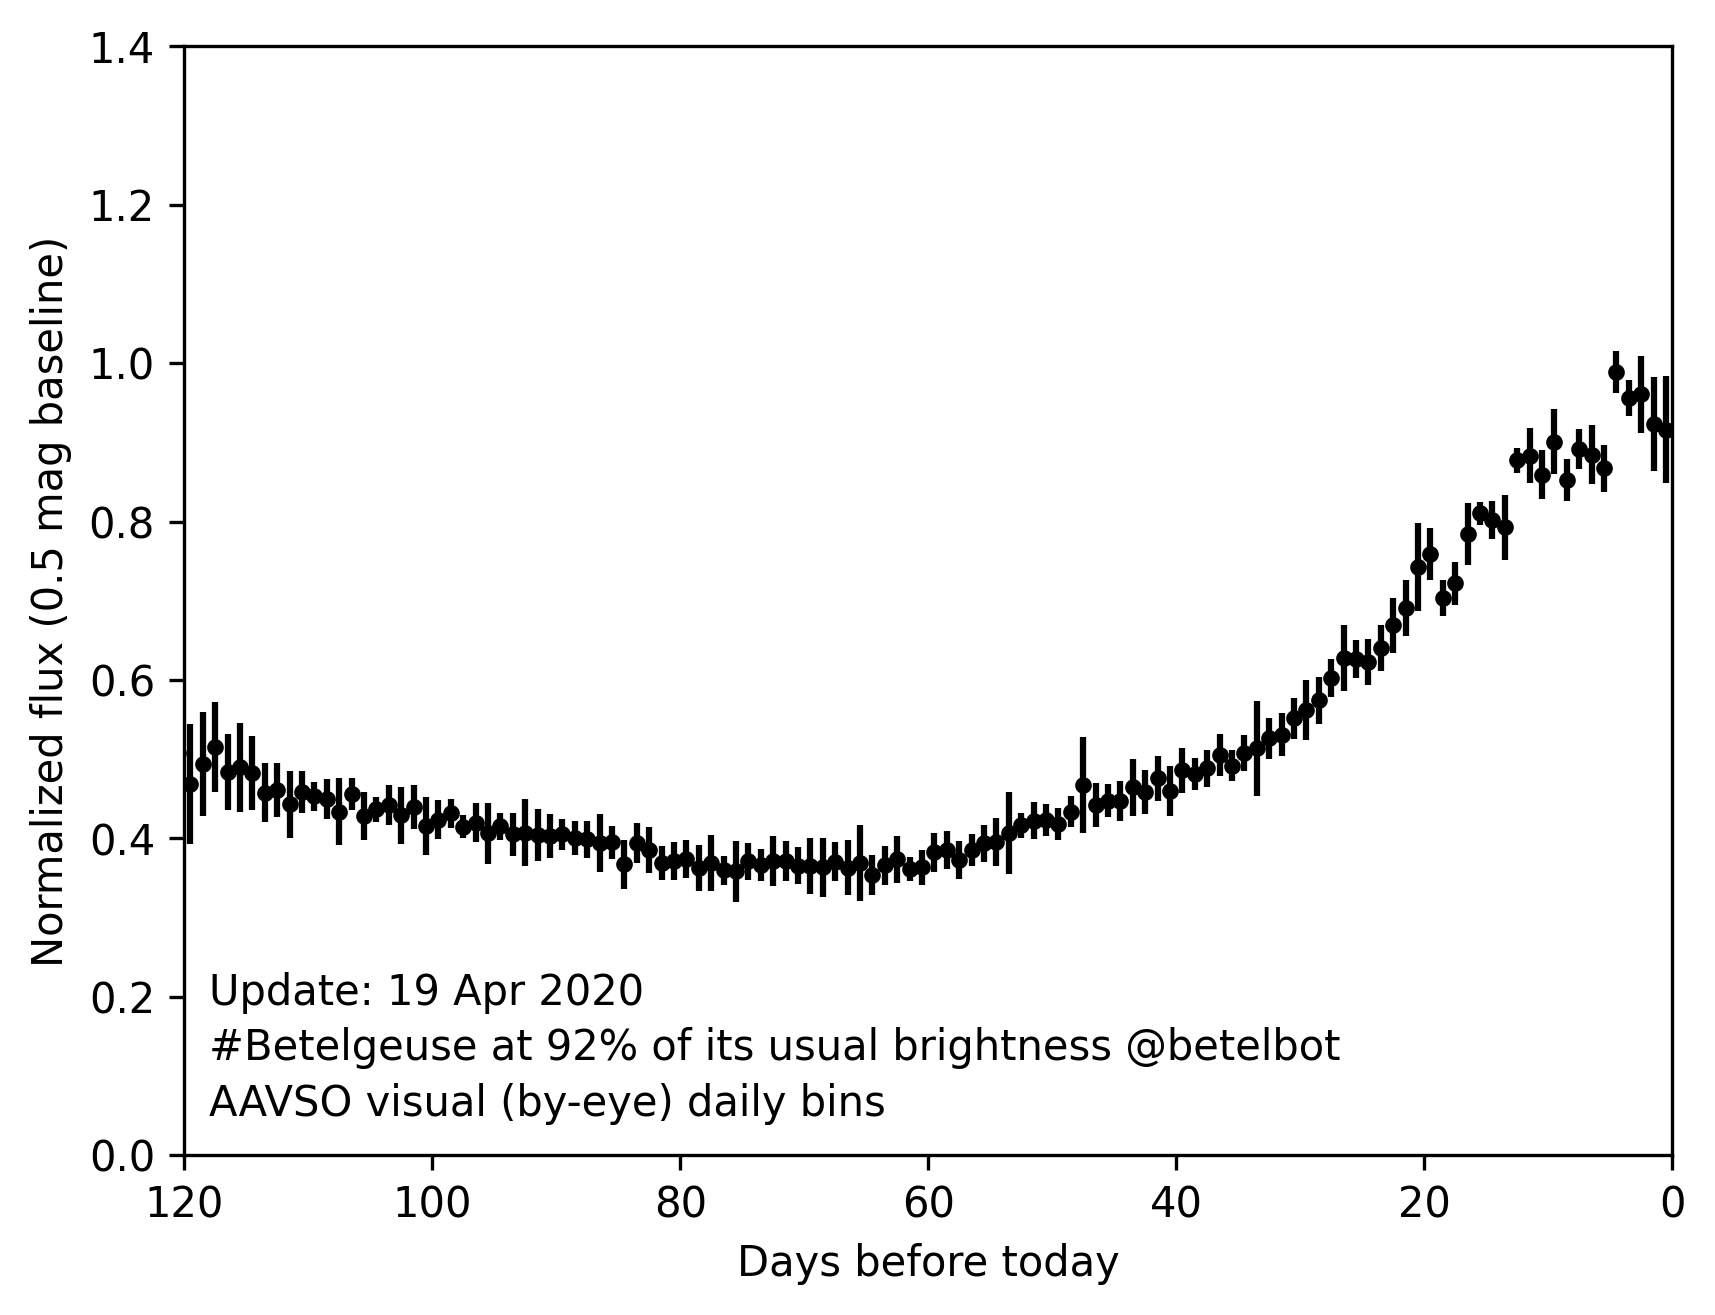 1.4
1.2
1.0
0.8
0.6
0.4
0.2
0.0
Normalized flux (0.5 mag baseline)
Update: 19 Apr 2020
#Betelgeuse at 92% of its usual brightness @betelbot
AAVSO visual (by-eye) daily bins
120 100 80 60 40 20 0
Days before today